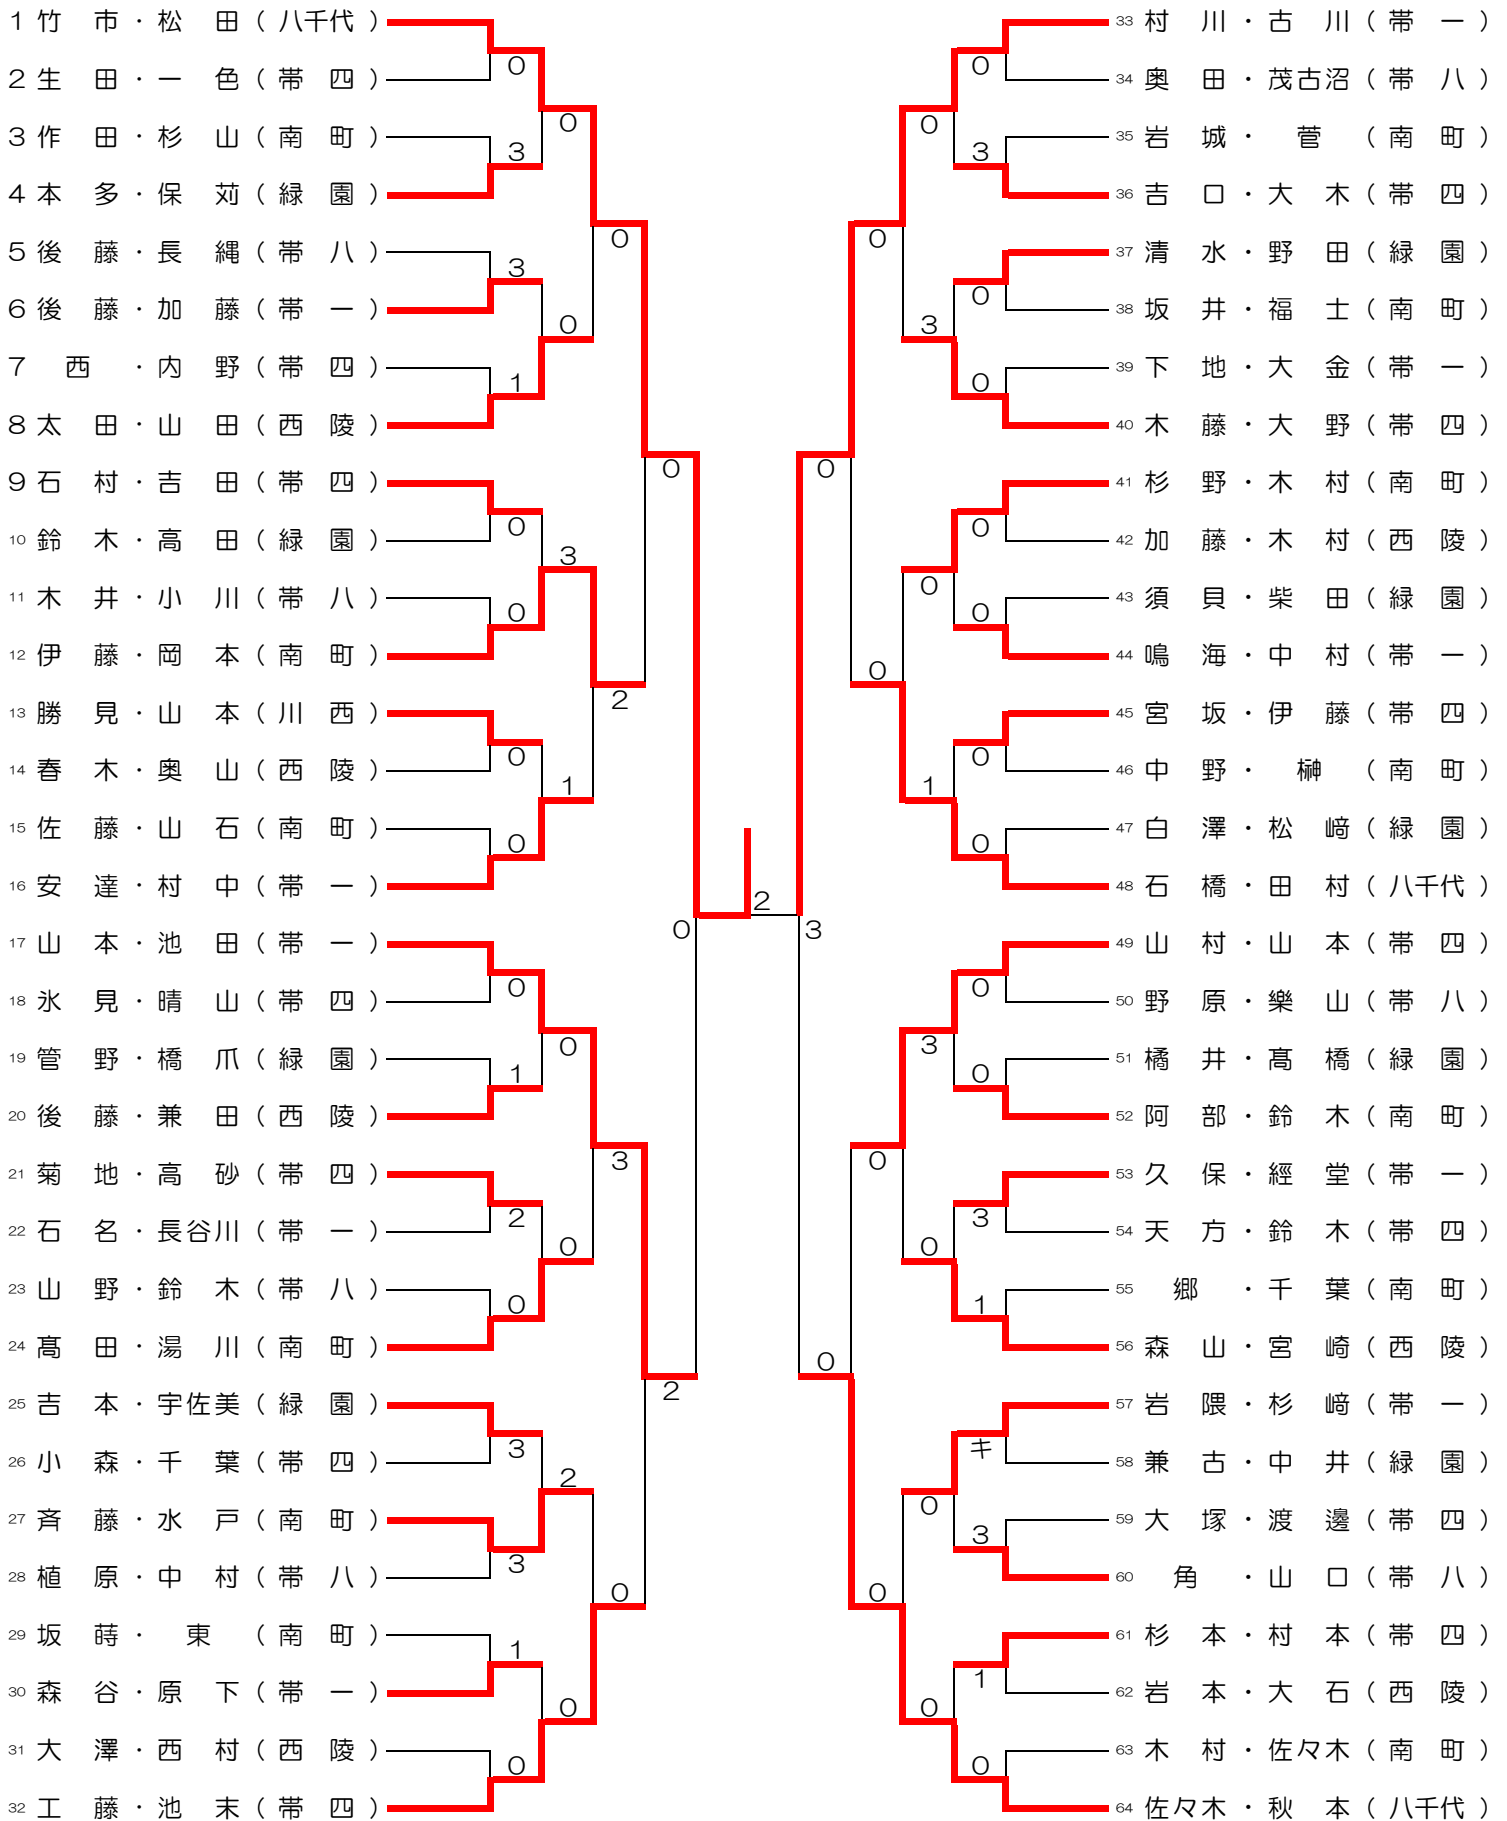 1 竹 市・松 田（八千代）
2 生 田・一 色（帯 四）
3 作 田・杉 山（南 町）
4 本 多・保 苅（緑 園）
5 後 藤・長 縄（帯 八）
6 後 藤・加 藤（帯 一）
7 西 ・内 野（帯 四）
8 太 田・山 田（西 陵）
9 石 村・吉 田（帯 四）
10 鈴 木・高 田（緑 園）
11 木 井・小 川（帯 八）
12 伊 藤・岡 本（南 町）
13 勝 見・山 本（川 西）
14 春 木・奥 山（西 陵）
15 佐 藤・山 石（南 町）
16 安 達・村 中（帯 一）
17 山 本・池 田（帯 一）
18 氷 見・晴 山（帯 四）
19 管 野・橋 爪（緑 園）
20 後 藤・兼 田（西 陵）
21 菊 地・高 砂（帯 四）
22 石 名・長谷川（帯 一）
23 山 野・鈴 木（帯 八）
24 髙 田・湯 川（南 町）
25 吉 本・宇佐美（緑 園）
26 小 森・千 葉（帯 四）
27 斉 藤・水 戸（南 町）
28 植 原・中 村（帯 八）
29 坂 蒔・ 東 （南 町）
30 森 谷・原 下（帯 一）
31 大 澤・西 村（西 陵）
32 工 藤・池 末（帯 四）
0
3
3
1
0
0
0
0
0
1
2
0
3
3
1
0
0
0
3
1
0
0
2
0
0
2
3
0
0
2
0
2
3
0
3
0
0
0
0
0
0
0
0
3
1
キ
3
1
0
0
3
0
1
3
0
0
0
0
0
0
0
0
0
33 村 川・古 川（帯 一）
34 奥 田・茂古沼（帯 八）
35 岩 城・ 菅 （南 町）
36 吉 口・大 木（帯 四）
37 清 水・野 田（緑 園）
38 坂 井・福 士（南 町）
39 下 地・大 金（帯 一）
40 木 藤・大 野（帯 四）
41 杉 野・木 村（南 町）
42 加 藤・木 村（西 陵）
43 須 貝・柴 田（緑 園）
44 鳴 海・中 村（帯 一）
45 宮 坂・伊 藤（帯 四）
46 中 野・ 榊 （南 町）
47 白 澤・松 﨑（緑 園）
48 石 橋・田 村（八千代）
49 山 村・山 本（帯 四）
50 野 原・樂 山（帯 八）
51 橘 井・髙 橋（緑 園）
52 阿 部・鈴 木（南 町）
53 久 保・經 堂（帯 一）
54 天 方・鈴 木（帯 四）
55 郷 ・千 葉（南 町）
56 森 山・宮 崎（西 陵）
57 岩 隈・杉 﨑（帯 一）
58 兼 古・中 井（緑 園）
59 大 塚・渡 邊（帯 四）
60 角 ・山 口（帯 八）
61 杉 本・村 本（帯 四）
62 岩 本・大 石（西 陵）
63 木 村・佐々木（南 町）
64 佐々木・秋 本（八千代）